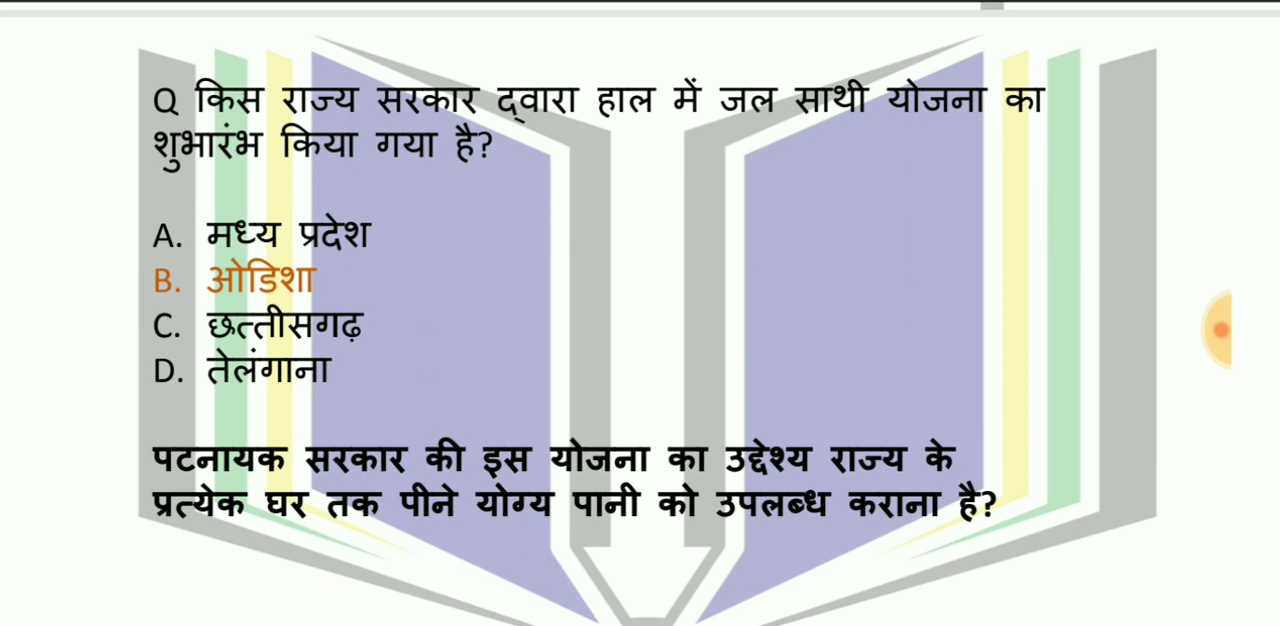 Q किस राज्य सरकार द्वारा हाल में जल साथी योजना का
शुभारंभ किया गया है?
A. मध्य प्रदेश
B. ओडिशा
C. छत्तीसगढ़
D. तेलंगाना
पटनायक सरकार की इस योजना का उद्देश्य राज्य के
प्रत्येक घर तक पीने योग्य पानी को उपलब्ध कराना है?